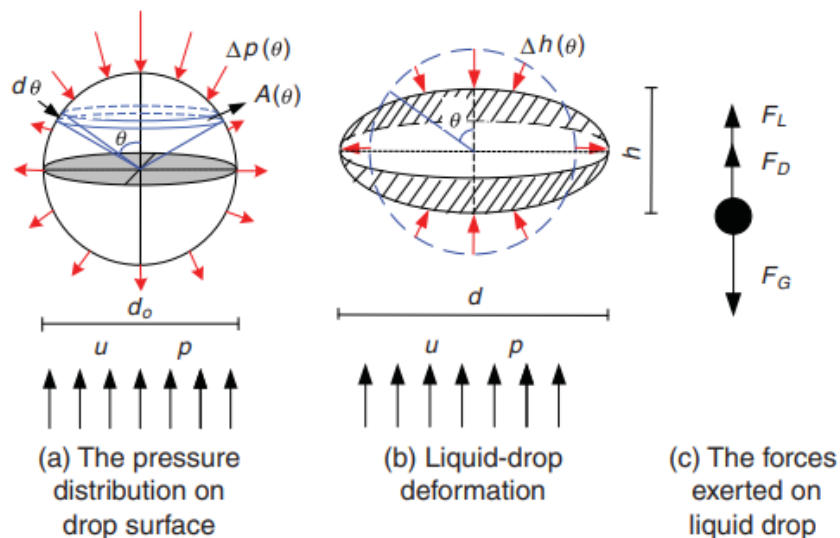 Δp(θ)
dθ
A(θ)
θ
d₀
u p
(a) The pressure
distribution on
drop surface
Δh(θ)
θ
h
d
u p
(b) Liquid-drop
deformation
F_L
F_D
F_G
(c) The forces
exerted on
liquid drop